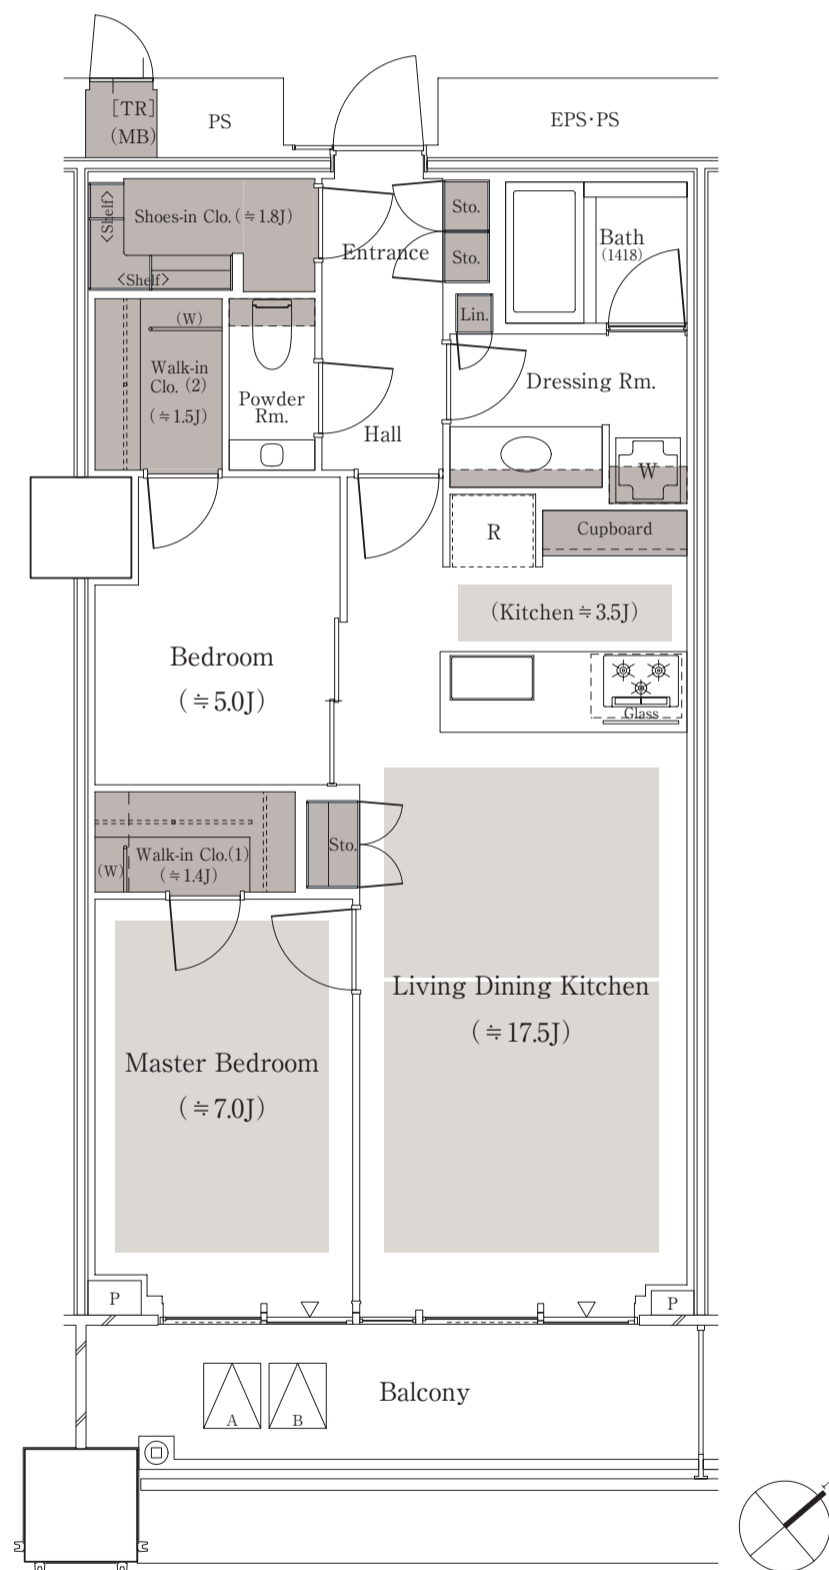 [TR]
(MB)
PS
EPS·PS
Shoes-in Clo.(≒1.8J)
<Shelf>
<Shelf>
Entrance
Sto.
Sto.
Bath
(1418)
Lin.
(W)
Walk-in
Clo. (2)
(≒1.5J)
Powder
Rm.
Hall
Dressing Rm.
W
R
Cupboard
(Kitchen≒3.5J)
Glass
Bedroom
(≒5.0J)
Walk-in Clo.(1)
(≒1.4J)
(W)
Sto.
Living Dining Kitchen
(≒17.5J)
Master Bedroom
(≒7.0J)
P
P
Balcony
A
B